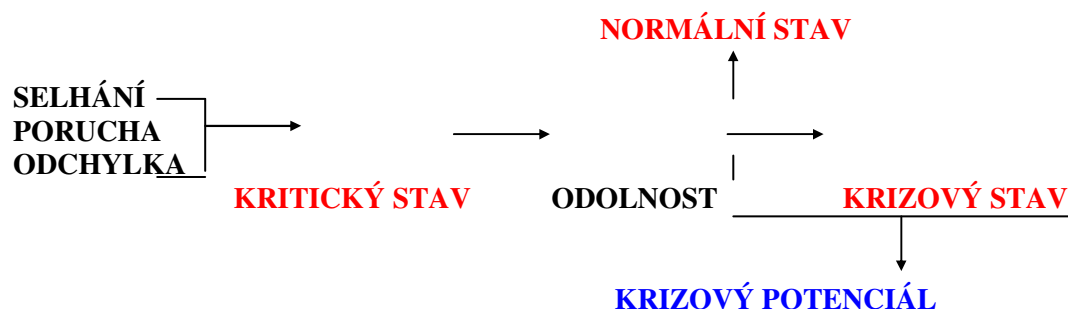 NORMÁLNÍ STAV
SELHÁNÍ
PORUCHA
ODCHYLKA
KRITICKÝ STAV
ODOLNOST
KRIZOVÝ STAV
KRIZOVÝ POTENCIÁL